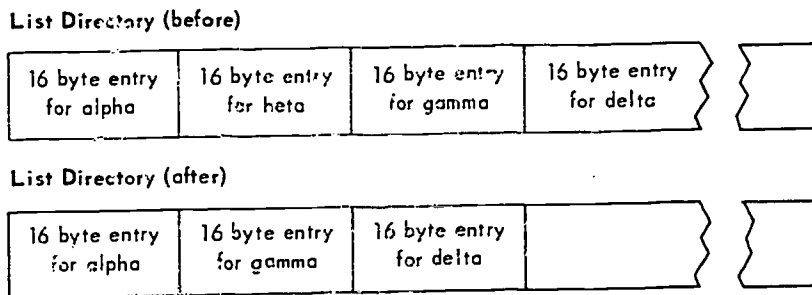 List Directory (before)
16 byte entry for alpha
16 byte entry for heta
16 byte entry for gamma
16 byte entry for delta
List Directory (after)
16 byte entry for alpha
16 byte entry for gamma
16 byte entry for delta